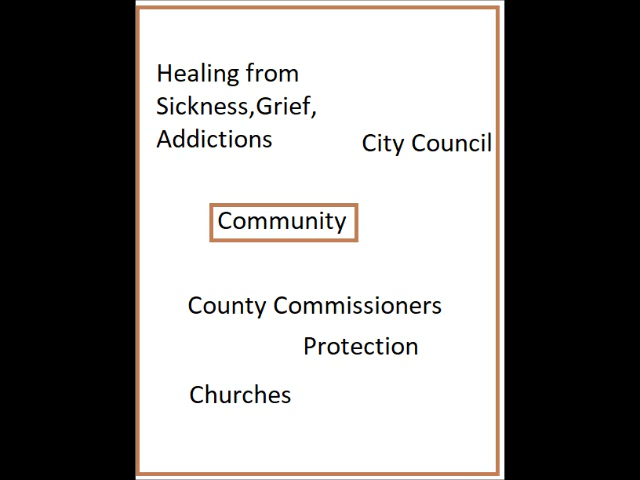 Healing from
Sickness,Grief,
Addictions
City Council
Community
County Commissioners
Protection
Churches